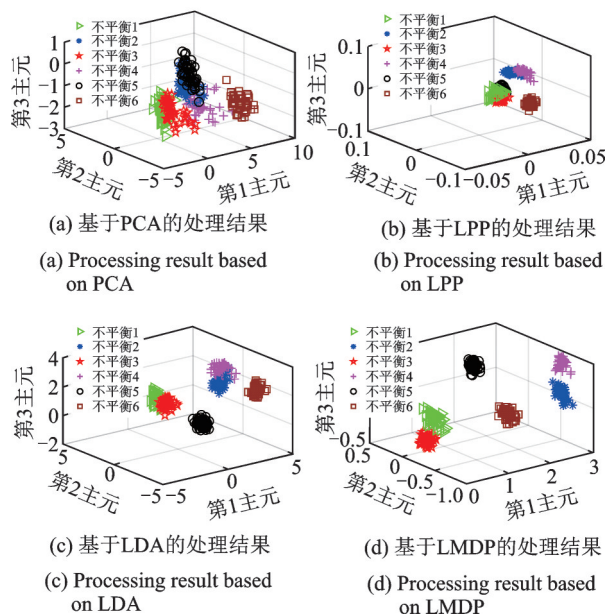 不平衡1
不平衡2
不平衡3
不平衡4
不平衡5
不平衡6
第3主元
1
0
-1
-2
-3
5
0
-5
第2主元
-5
0
5
10
第1主元
(a) 基于PCA的处理结果
(a) Processing result based
on PCA
不平衡1
不平衡2
不平衡3
不平衡4
不平衡5
不平衡6
第3主元
0.1
0
-0.1
0.1
0
-0.1
第2主元
-0.05
0
0.05
第1主元
(b) 基于LPP的处理结果
(b) Processing result based
on LPP
不平衡1
不平衡2
不平衡3
不平衡4
不平衡5
不平衡6
第3主元
4
2
0
-2
5
0
-5
第2主元
-5
0
5
第1主元
(c) 基于LDA的处理结果
(c) Processing result based
on LDA
不平衡1
不平衡2
不平衡3
不平衡4
不平衡5
不平衡6
第3主元
-0.5
0.5
0
-0.5
-1.0
第2主元
0
1
2
3
第1主元
(d) 基于LMDP的处理结果
(d) Processing result based
on LMDP